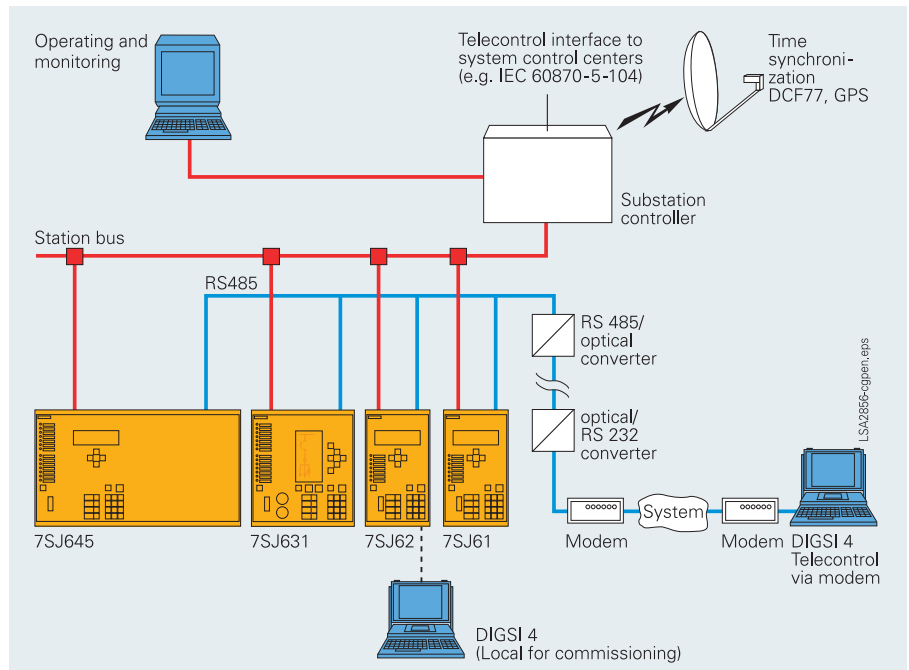 Operating and
monitoring
Telecontrol interface to
system control centers
(e.g. IEC 60870-5-104)
Time
synchroni-
zation
DCF77, GPS
Substation
controller
Station bus
RS485
RS 485/
optical
converter
optical/
RS 232
converter
LSA2856-cgpen.eps
7SJ645
7SJ631
7SJ62
7SJ61
Modem
System
Modem
DIGSI 4
Telecontrol
via modem
DIGSI 4
(Local for commissioning)